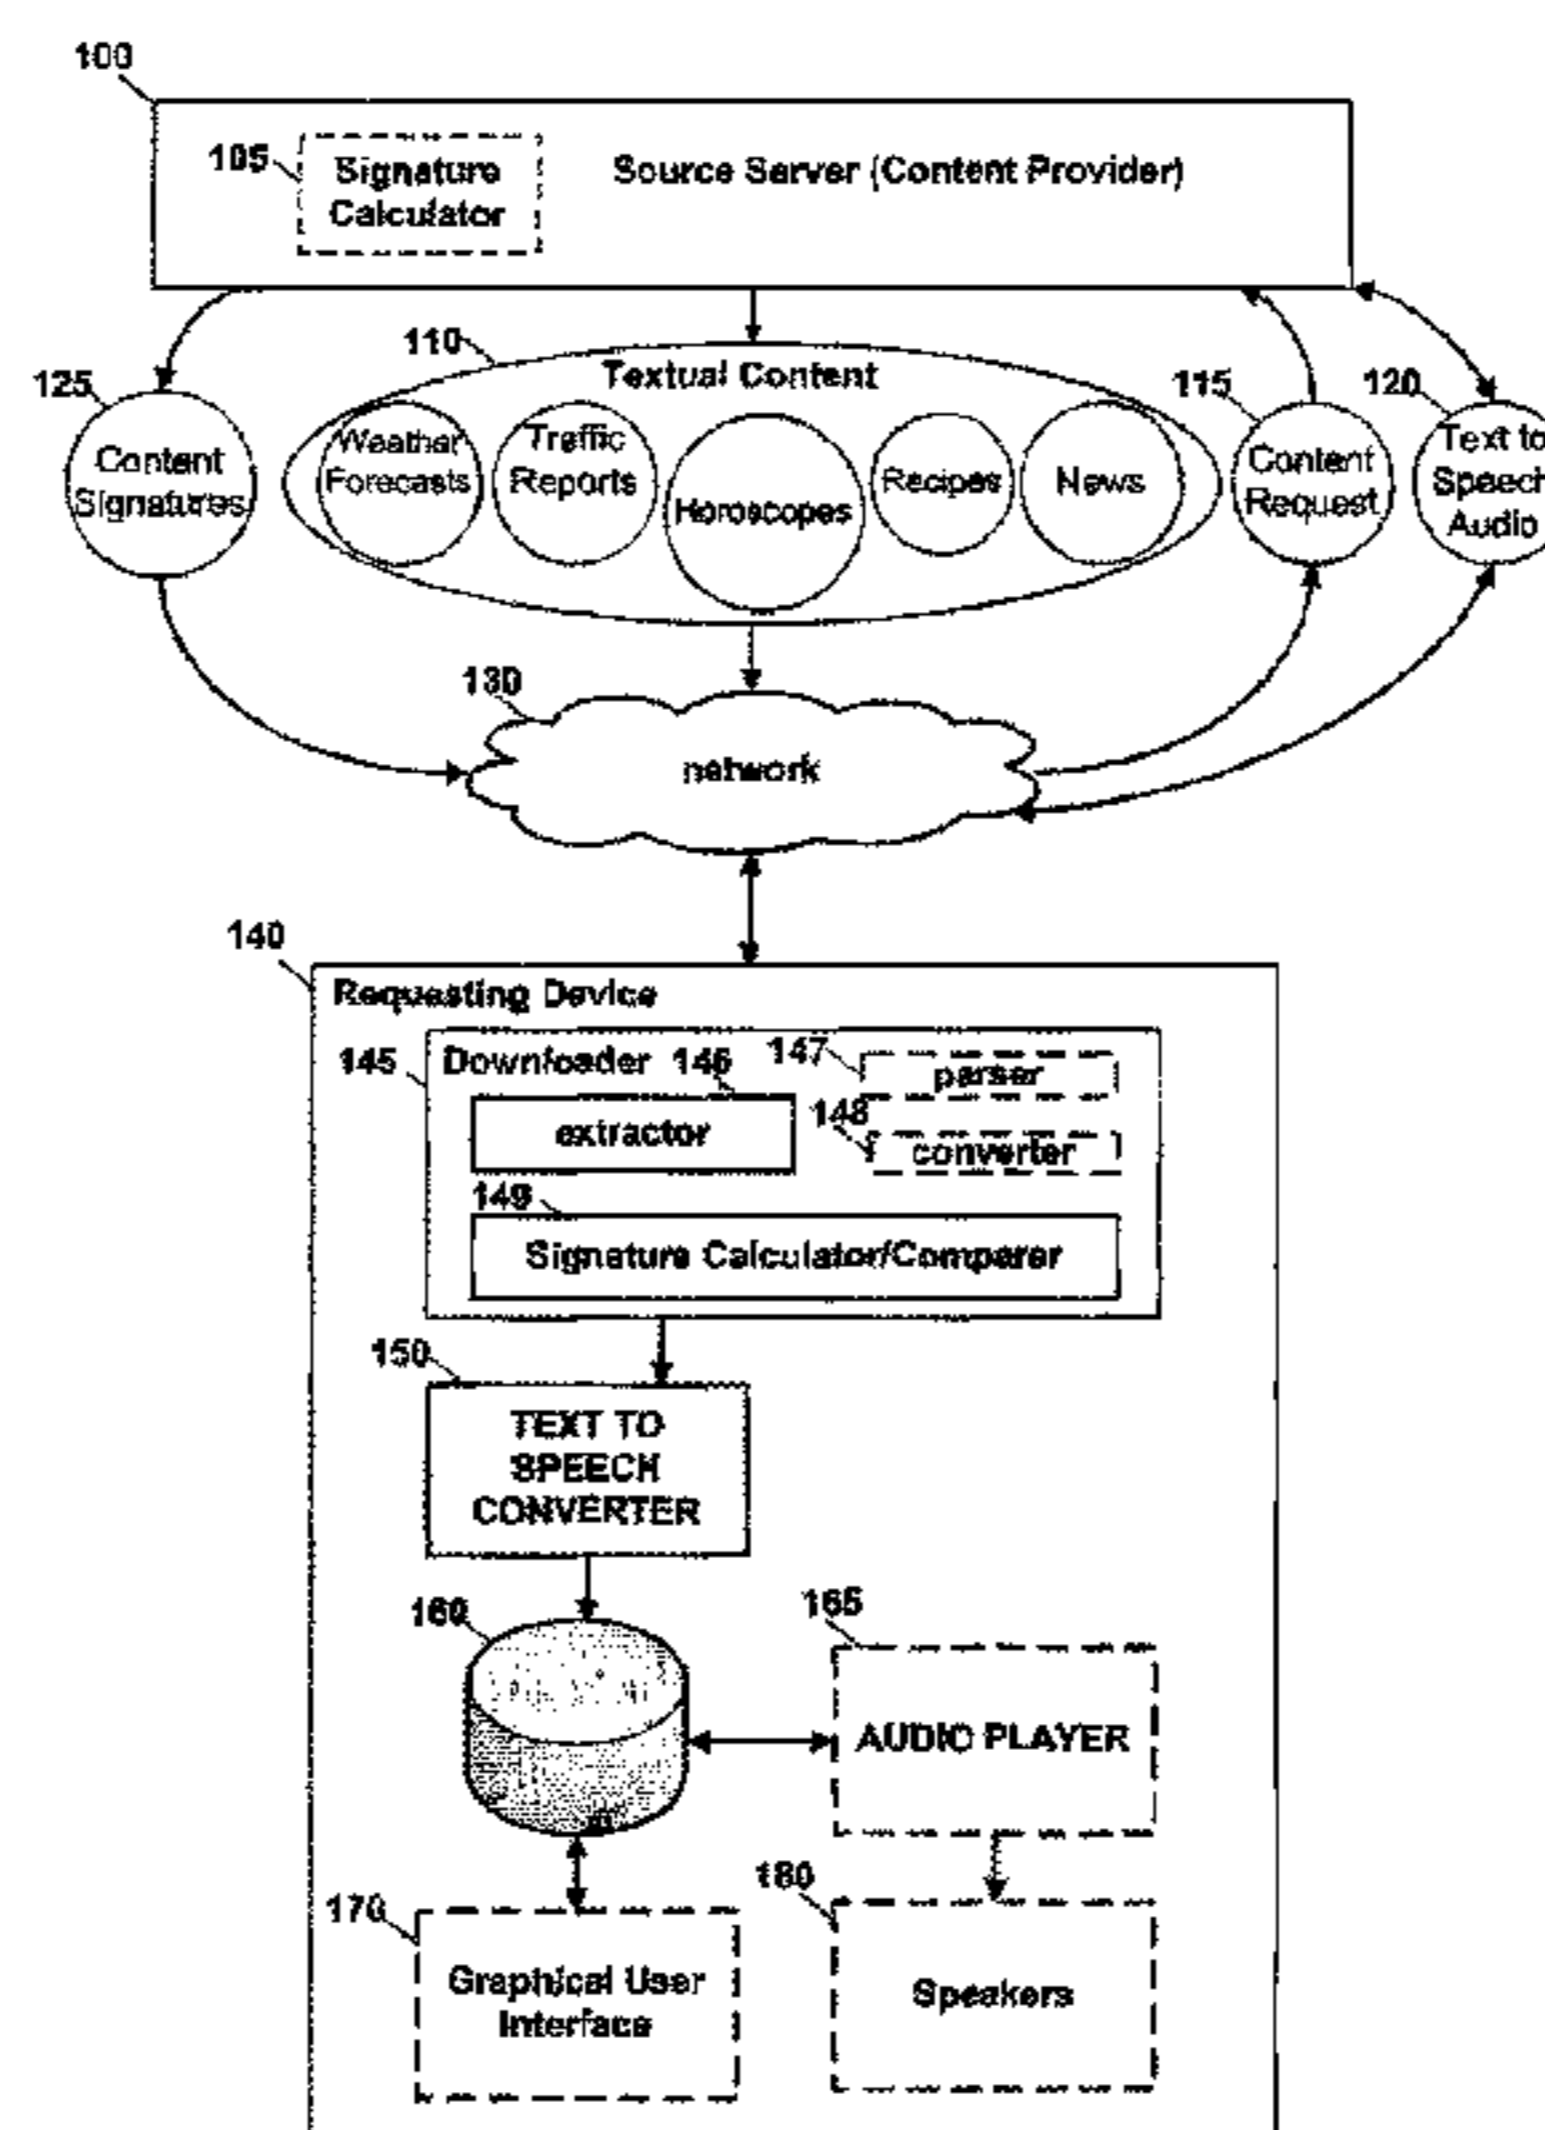 100
105
Signature
Calculator
Source Server (Content Provider)
110
Textual Content
125
Content
Signatures
Weather
Forecasts
Traffic
Reports
Horoscopes
Recipes
News
115
Content
Request
120
Text to
Speech
Audio
130
network
140
Requesting Device
145
Downloader
146
extractor
147
parser
148
converter
149
Signature Calculator/Comparer
150
TEXT TO
SPEECH
CONVERTER
160
165
AUDIO PLAYER
170
Graphical User
Interface
180
Speakers